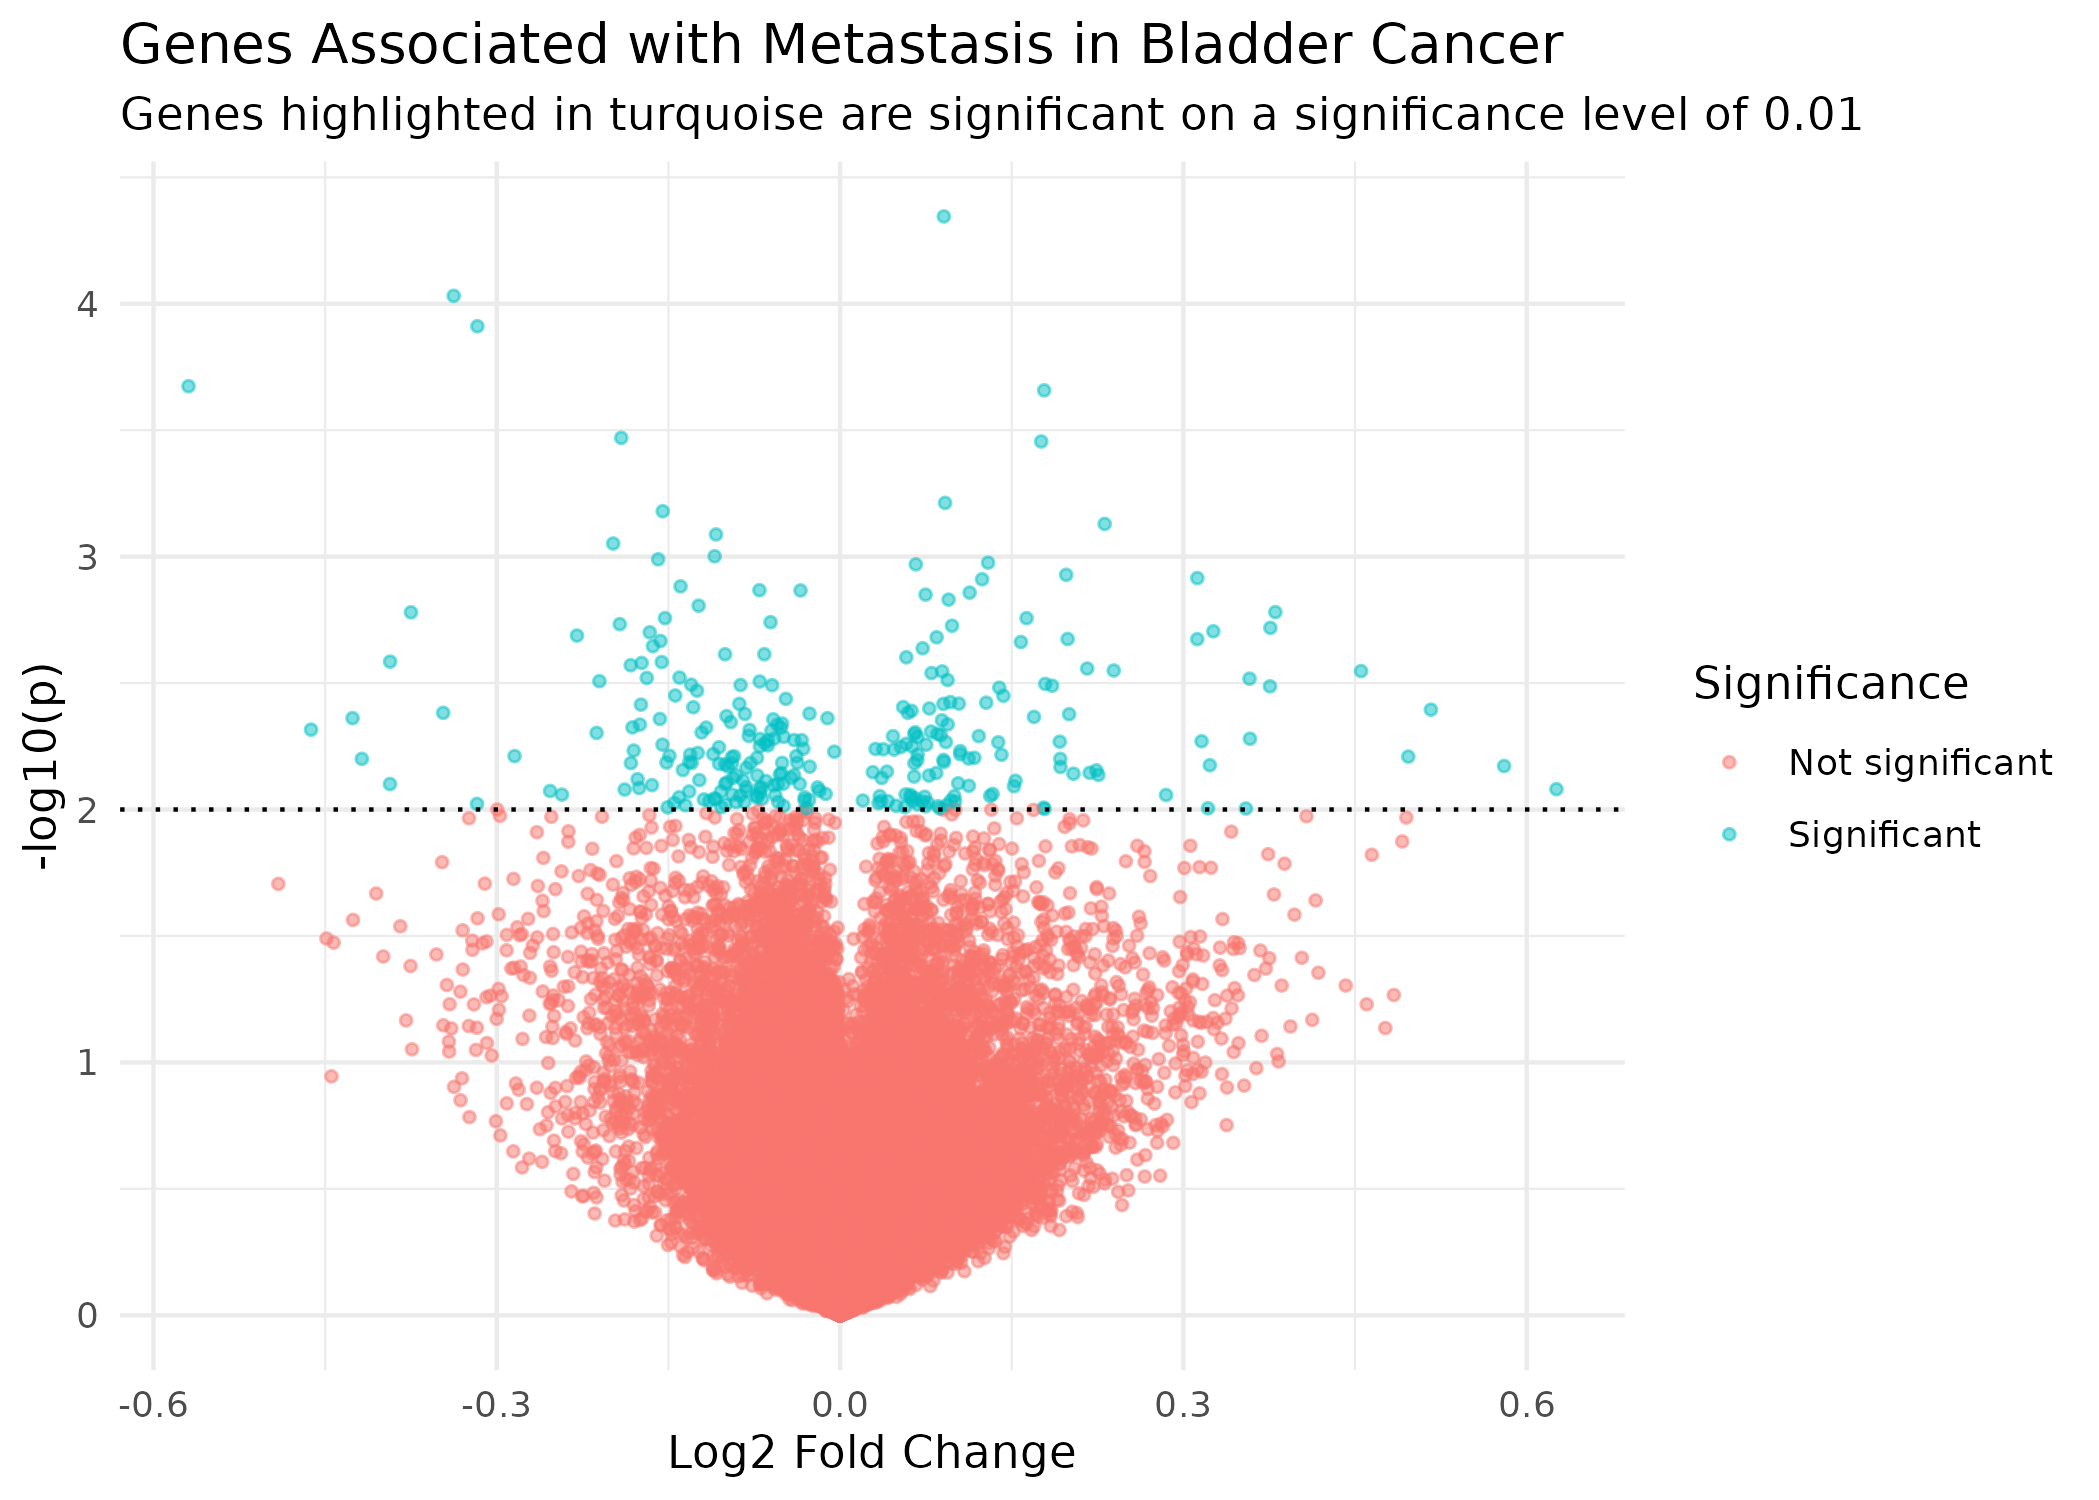 Genes Associated with Metastasis in Bladder Cancer
Genes highlighted in turquoise are significant on a significance level of 0.01
-log10(p)
4
3
2
1
0
-0.6
-0.3
0.0
0.3
0.6
Log2 Fold Change
Significance
Not significant
Significant